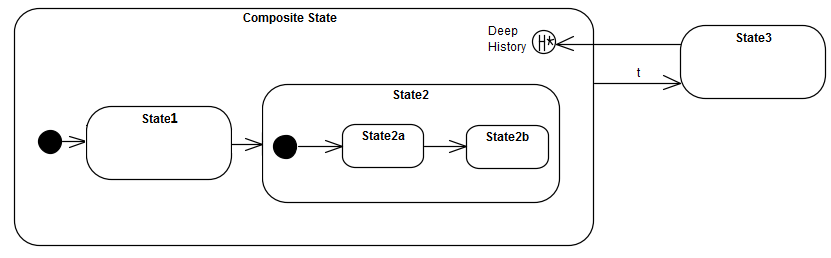 Composite State
Deep
History
H*
State3
t
State2
State1
State2a
State2b